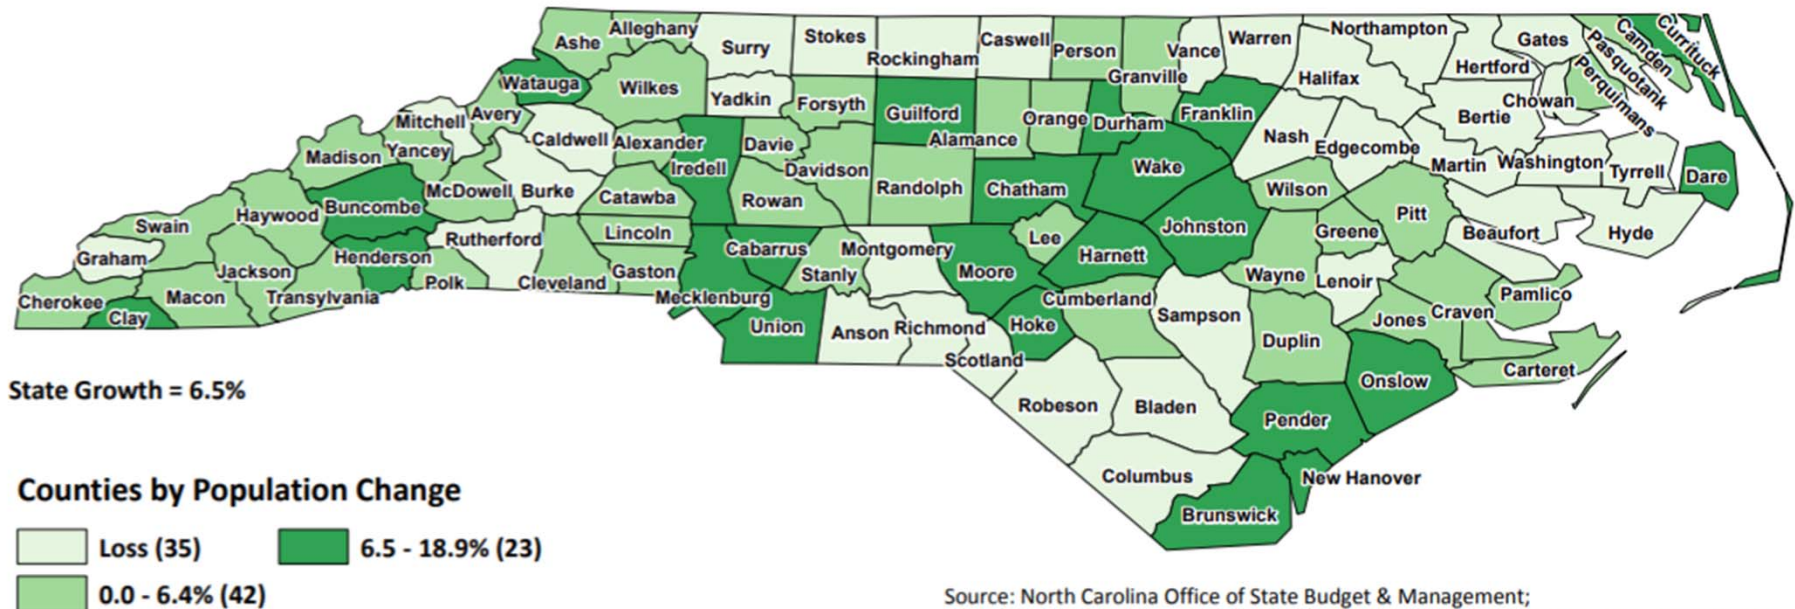 Alleghany
Ashe
Surry
Stokes
Rockingham
Caswell
Person
Granville
Vance
Warren
Northampton
Gates
Hertford
Halifax
Camden
Currituck
Pasquotank
Perquimans
Chowan
Bertie
Watauga
Wilkes
Yadkin
Forsyth
Guilford
Alamance
Orange
Durham
Franklin
Nash
Edgecombe
Martin
Washington
Tyrrell
Dare
Mitchell
Avery
Caldwell
Alexander
Davie
Iredell
Davidson
Madison
Yancey
McDowell
Burke
Catawba
Rowan
Randolph
Chatham
Wake
Wilson
Pitt
Beaufort
Hyde
Swain
Haywood
Buncombe
Rutherford
Lincoln
Cabarrus
Montgomery
Lee
Harnett
Johnston
Greene
Graham
Jackson
Henderson
Polk
Cleveland
Gaston
Stanly
Moore
Wayne
Lenoir
Craven
Pamlico
Cherokee
Clay
Macon
Transylvania
Mecklenburg
Union
Anson
Richmond
Scotland
Hoke
Cumberland
Sampson
Duplin
Jones
Carteret
Onslow
Robeson
Bladen
Pender
Columbus
New Hanover
Brunswick
State Growth = 6.5%
Counties by Population Change
Loss (35)
6.5 - 18.9% (23)
0.0 - 6.4% (42)
Source: North Carolina Office of State Budget & Management;